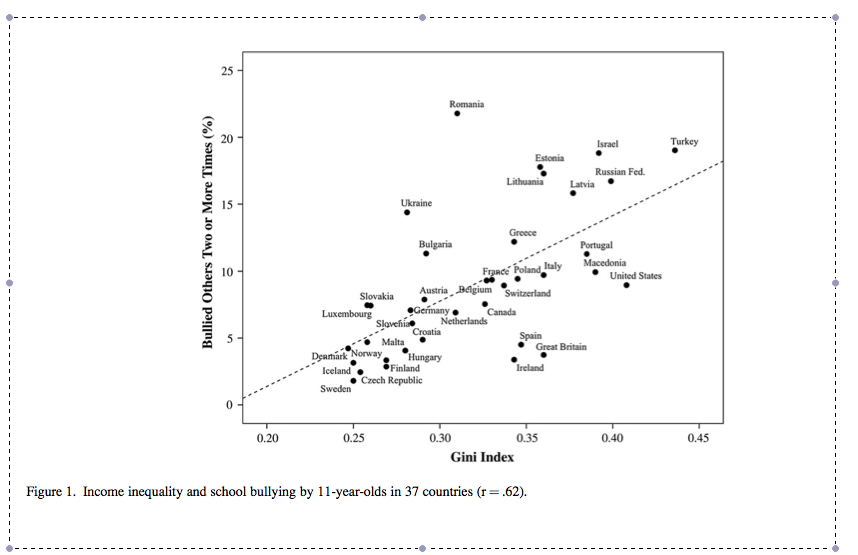 25
20
15
10
5
0
Bullied Others Two or More Times (%)
Romania
Israel
Turkey
Estonia
Lithuania
Russian Fed.
Latvia
Ukraine
Greece
Bulgaria
Portugal
Macedonia
United States
France
Poland
Italy
Slovakia
Austria
Belgium
Switzerland
Luxembourg
Germany
Canada
Slovenia
Netherlands
Croatia
Spain
Malta
Great Britain
Denmark
Norway
Hungary
Iceland
Finland
Ireland
Czech Republic
Sweden
0.20 0.25 0.30 0.35 0.40 0.45
Gini Index
Figure 1. Income inequality and school bullying by 11-year-olds in 37 countries (r = .62).